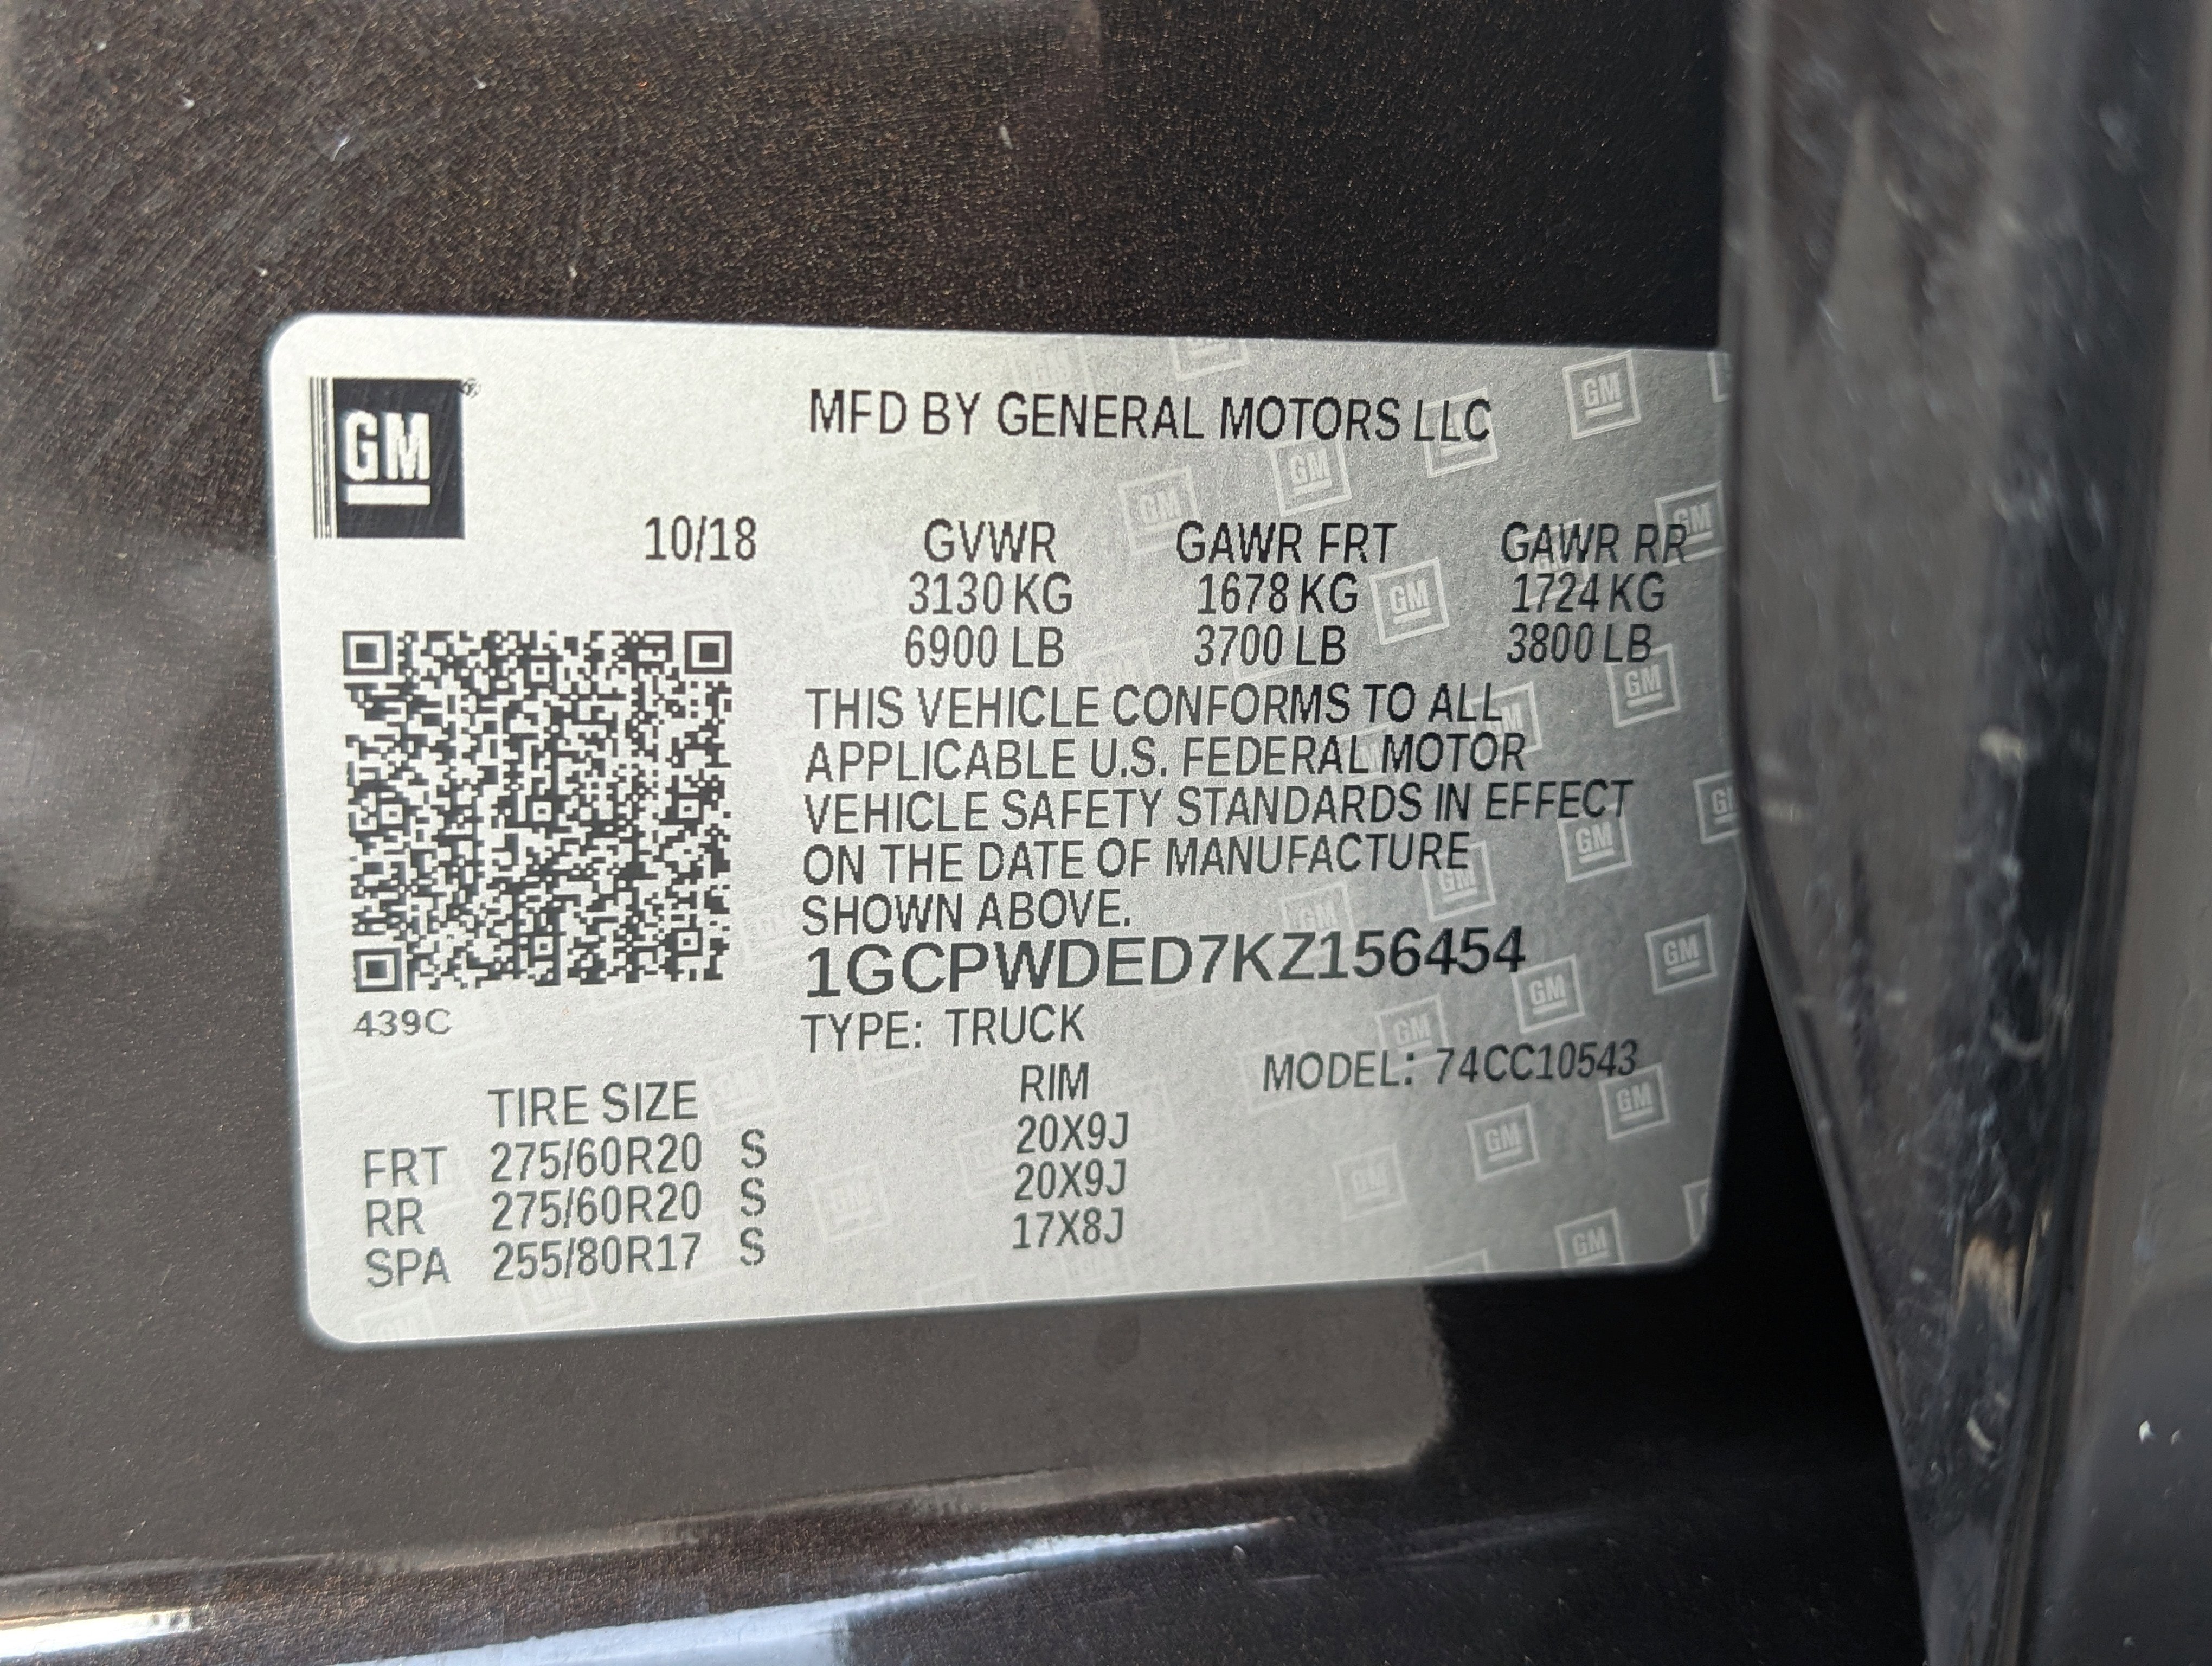 GM
MFD BY GENERAL MOTORS LLC
10/18 GVWR GAWR FRT GAWR RR
3130 KG 1678 KG 1724 KG
6900 LB 3700 LB 3800 LB
THIS VEHICLE CONFORMS TO ALL
APPLICABLE U.S. FEDERAL MOTOR
VEHICLE SAFETY STANDARDS IN EFFECT
ON THE DATE OF MANUFACTURE
SHOWN ABOVE.
1GCPWDED7KZ156454
439C
TYPE: TRUCK
MODEL: 74CC10543
TIRE SIZE RIM
FRT 275/60R20 S 20X9J
RR 275/60R20 S 20X9J
SPA 255/80R17 S 17X8J